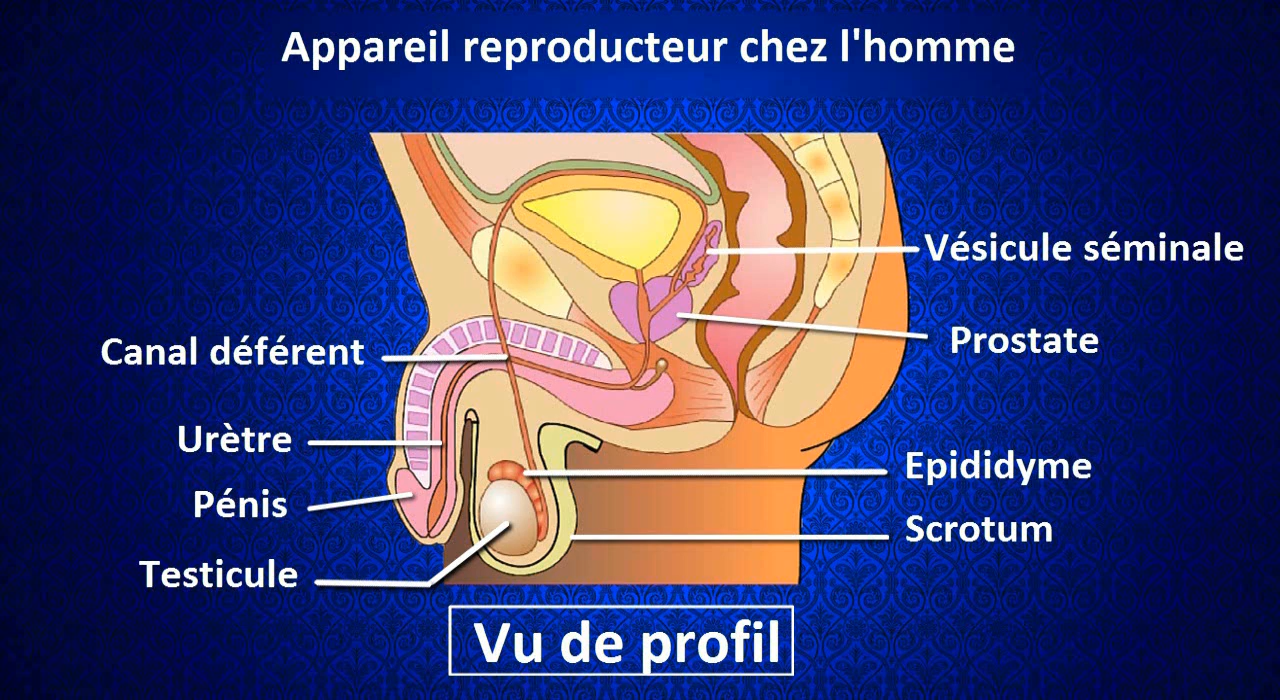 Appareil reproducteur chez l'homme
Vésicule séminale
Canal déférent
Prostate
Urètre
Epididyme
Pénis
Scrotum
Testicule
Vu de profil